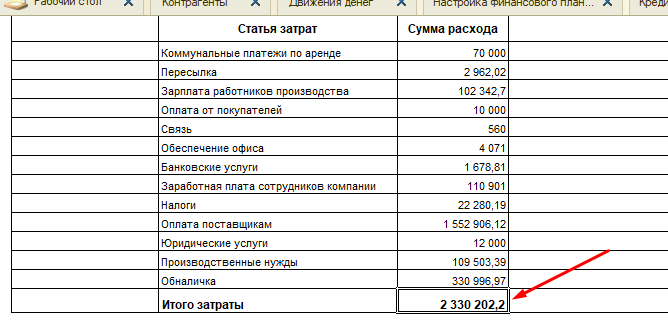 Рабочий стол Контрагенты Движения денег Настройка финансового план... Креди
Статья затрат Сумма расхода
Коммунальные платежи по аренде 70 000
Пересылка 2 962,02
Зарплата работников производства 102 342,7
Оплата от покупателей 10 000
Связь 560
Обеспечение офиса 4 071
Банковские услуги 1 678,81
Заработная плата сотрудников компании 110 901
Налоги 22 280,19
Оплата поставщикам 1 552 906,12
Юридические услуги 12 000
Производственные нужды 109 503,39
Обналичка 330 996,97
Итого затраты 2 330 202,2